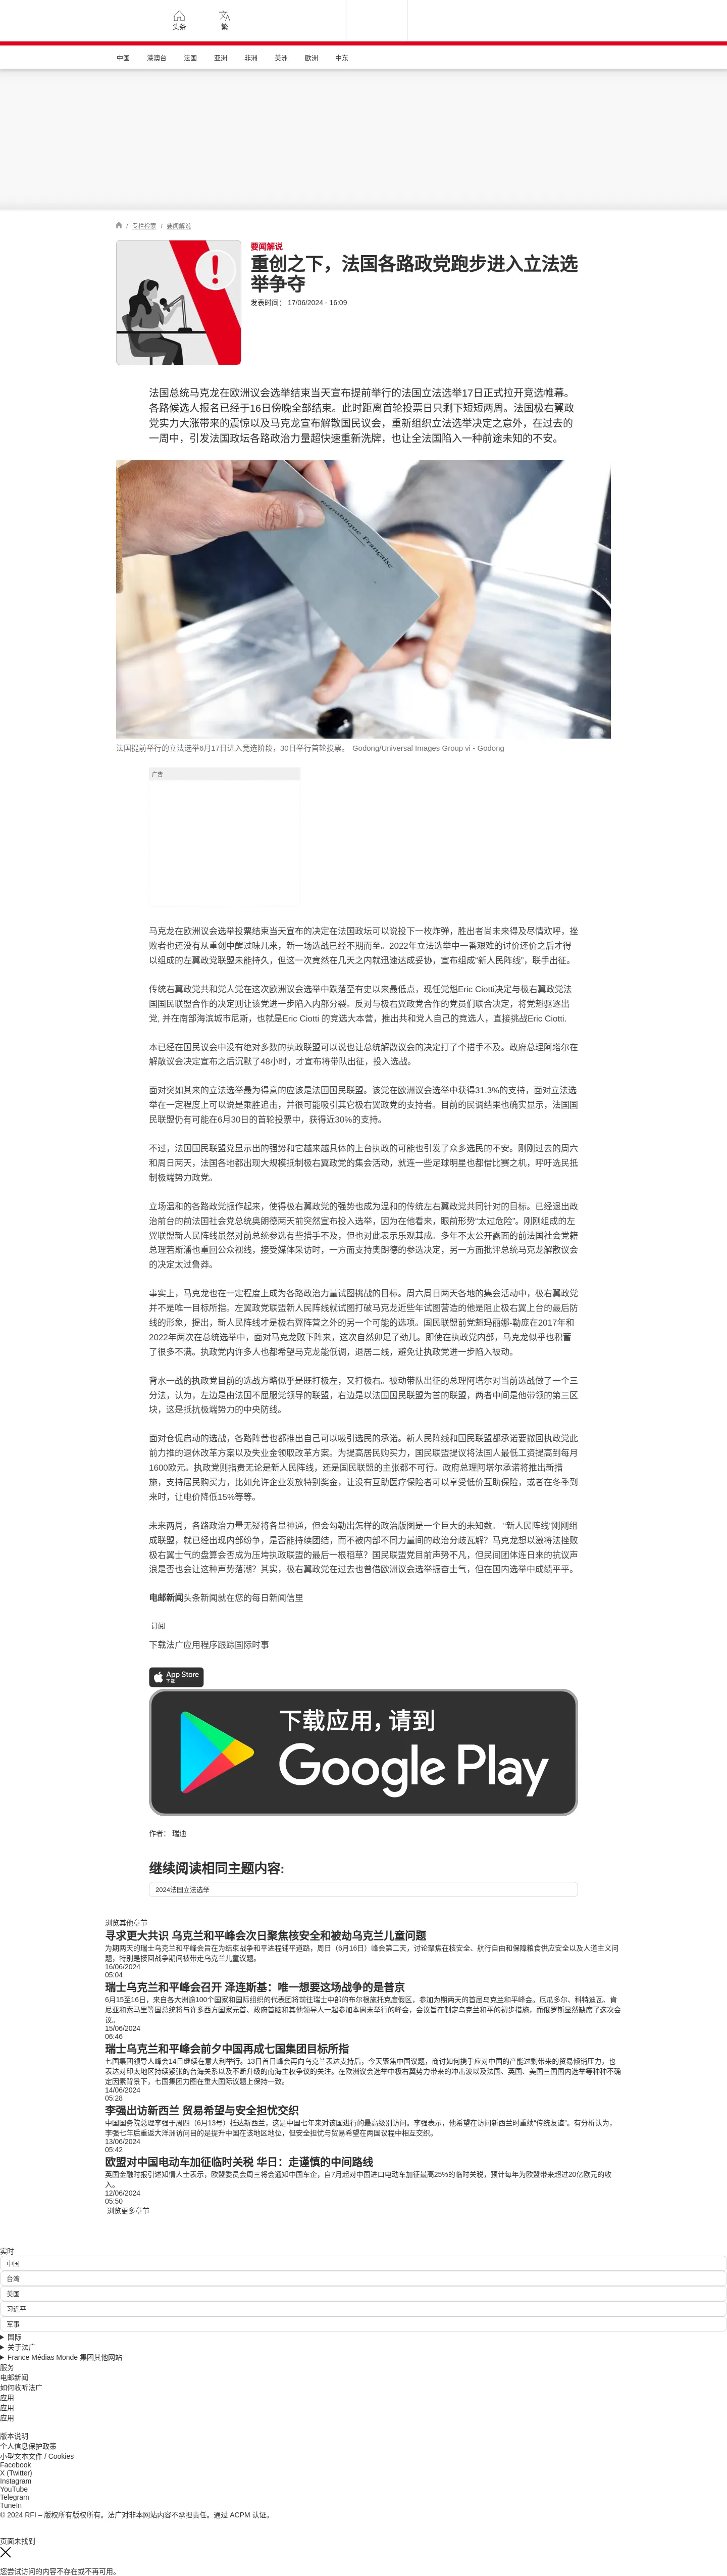 头条
繁
中国 港澳台 法国 亚洲 非洲 美洲 欧洲 中东
/ 专栏检索 / 要闻解说
要闻解说
重创之下，法国各路政党跑步进入立法选
举争夺
发表时间： 17/06/2024 - 16:09
法国总统马克龙在欧洲议会选举结束当天宣布提前举行的法国立法选举17日正式拉开竞选帷幕。
各路候选人报名已经于16日傍晚全部结束。此时距离首轮投票日只剩下短短两周。法国极右翼政
党实力大涨带来的震惊以及马克龙宣布解散国民议会，重新组织立法选举决定之意外，在过去的
一周中，引发法国政坛各路政治力量超快速重新洗牌，也让全法国陷入一种前途未知的不安。
République Française
法国提前举行的立法选举6月17日进入竞选阶段，30日举行首轮投票。 Godong/Universal Images Group vi - Godong
广告
马克龙在欧洲议会选举投票结束当天宣布的决定在法国政坛可以说投下一枚炸弹，胜出者尚未来得及尽情欢呼，挫
败者也还没有从重创中醒过味儿来，新一场选战已经不期而至。2022年立法选举中一番艰难的讨价还价之后才得
以组成的左翼政党联盟未能持久，但这一次竟然在几天之内就迅速达成妥协，宣布组成“新人民阵线”，联手出征。
传统右翼政党共和党人党在这次欧洲议会选举中跌落至有史以来最低点，现任党魁Eric Ciotti决定与极右翼政党法
国国民联盟合作的决定则让该党进一步陷入内部分裂。反对与极右翼政党合作的党员们联合决定，将党魁驱逐出
党, 并在南部海滨城市尼斯，也就是Eric Ciotti 的竞选大本营，推出共和党人自己的竞选人，直接挑战Eric Ciotti.
本已经在国民议会中没有绝对多数的执政联盟可以说也让总统解散议会的决定打了个措手不及。政府总理阿塔尔在
解散议会决定宣布之后沉默了48小时，才宣布将带队出征，投入选战。
面对突如其来的立法选举最为得意的应该是法国国民联盟。该党在欧洲议会选举中获得31.3%的支持，面对立法选
举在一定程度上可以说是乘胜追击，并很可能吸引其它极右翼政党的支持者。目前的民调结果也确实显示，法国国
民联盟仍有可能在6月30日的首轮投票中，获得近30%的支持。
不过，法国国民联盟党显示出的强势和它越来越具体的上台执政的可能也引发了众多选民的不安。刚刚过去的周六
和周日两天，法国各地都出现大规模抵制极右翼政党的集会活动，就连一些足球明星也都借比赛之机，呼吁选民抵
制极端势力政党。
立场温和的各路政党振作起来，使得极右翼政党的强势也成为温和的传统左右翼政党共同针对的目标。已经退出政
治前台的前法国社会党总统奥朗德两天前突然宣布投入选举，因为在他看来，眼前形势“太过危险”。刚刚组成的左
翼联盟新人民阵线虽然对前总统参选有些措手不及，但也对此表示乐观其成。多年不太公开露面的前法国社会党籍
总理若斯潘也重回公众视线，接受媒体采访时，一方面支持奥朗德的参选决定，另一方面批评总统马克龙解散议会
的决定太过鲁莽。
事实上，马克龙也在一定程度上成为各路政治力量试图挑战的目标。周六周日两天各地的集会活动中，极右翼政党
并不是唯一目标所指。左翼政党联盟新人民阵线就试图打破马克龙近些年试图营造的他是阻止极右翼上台的最后防
线的形象，提出，新人民阵线才是极右翼阵营之外的另一个可能的选项。国民联盟前党魁玛丽娜-勒庞在2017年和
2022年两次在总统选举中，面对马克龙败下阵来，这次自然卯足了劲儿。即使在执政党内部，马克龙似乎也积蓄
了很多不满。执政党内许多人也都希望马克龙能低调，退居二线，避免让执政党进一步陷入被动。
背水一战的执政党目前的选战方略似乎是既打极左，又打极右。被动带队出征的总理阿塔尔对当前选战做了一个三
分法，认为，左边是由法国不屈服党领导的联盟，右边是以法国国民联盟为首的联盟，两者中间是他带领的第三区
块，这是抵抗极端势力的中央防线。
面对仓促启动的选战，各路阵营也都推出自己可以吸引选民的承诺。新人民阵线和国民联盟都承诺要撤回执政党此
前力推的退休改革方案以及失业金领取改革方案。为提高居民购买力，国民联盟提议将法国人最低工资提高到每月
1600欧元。执政党则指责无论是新人民阵线，还是国民联盟的主张都不可行。政府总理阿塔尔承诺将推出新措
施，支持居民购买力，比如允许企业发放特别奖金，让没有互助医疗保险者可以享受低价互助保险，或者在冬季到
来时，让电价降低15%等等。
未来两周，各路政治力量无疑将各显神通，但会勾勒出怎样的政治版图是一个巨大的未知数。 “新人民阵线”刚刚组
成联盟，就已经出现内部纷争，是否能持续团结，而不被内部不同力量间的政治分歧瓦解？马克龙想以激将法挫败
极右翼士气的盘算会否成为压垮执政联盟的最后一根稻草？国民联盟党目前声势不凡，但民间团体连日来的抗议声
浪是否也会让这种声势落潮？其实，极右翼政党在过去也曾借欧洲议会选举振奋士气，但在国内选举中成绩平平。
电邮新闻头条新闻就在您的每日新闻信里
订阅
下载法广应用程序跟踪国际时事
App Store
下载
下载应用，请到
Google Play
作者： 瑞迪
继续阅读相同主题内容:
2024法国立法选举
浏览其他章节
寻求更大共识 乌克兰和平峰会次日聚焦核安全和被劫乌克兰儿童问题
为期两天的瑞士乌克兰和平峰会旨在为结束战争和平进程铺平道路，周日（6月16日）峰会第二天，讨论聚焦在核安全、航行自由和保障粮食供应安全以及人道主义问
题，特别是接回战争期间被带走乌克兰儿童议题。
16/06/2024
05:04
瑞士乌克兰和平峰会召开 泽连斯基：唯一想要这场战争的是普京
6月15至16日，来自各大洲逾100个国家和国际组织的代表团将前往瑞士中部的布尔根施托克度假区，参加为期两天的首届乌克兰和平峰会。厄瓜多尔、科特迪瓦、肯
尼亚和索马里等国总统将与许多西方国家元首、政府首脑和其他领导人一起参加本周末举行的峰会，会议旨在制定乌克兰和平的初步措施，而俄罗斯显然缺席了这次会
议。
15/06/2024
06:46
瑞士乌克兰和平峰会前夕中国再成七国集团目标所指
七国集团领导人峰会14日继续在意大利举行。13日首日峰会再向乌克兰表达支持后，今天聚焦中国议题，商讨如何携手应对中国的产能过剩带来的贸易倾销压力，也
表达对印太地区持续紧张的台海关系以及不断升级的南海主权争议的关注。在欧洲议会选举中极右翼势力带来的冲击波以及法国、英国、美国三国国内选举等种种不确
定因素背景下，七国集团力图在重大国际议题上保持一致。
14/06/2024
05:28
李强出访新西兰 贸易希望与安全担忧交织
中国国务院总理李强于周四（6月13号）抵达新西兰，这是中国七年来对该国进行的最高级别访问。李强表示，他希望在访问新西兰时重续“传统友谊”。有分析认为，
李强七年后重返大洋洲访问目的是提升中国在该地区地位，但安全担忧与贸易希望在两国议程中相互交织。
13/06/2024
05:42
欧盟对中国电动车加征临时关税 华日：走谨慎的中间路线
英国金融时报引述知情人士表示，欧盟委员会周三将会通知中国车企，自7月起对中国进口电动车加征最高25%的临时关税，预计每年为欧盟带来超过20亿欧元的收
入。
12/06/2024
05:50
浏览更多章节
实时
中国
台湾
美国
习近平
军事
国际
关于法广
France Médias Monde 集团其他网站
服务
电邮新闻
如何收听法广
应用
应用
应用
版本说明
个人信息保护政策
小型文本文件 / Cookies
Facebook
X (Twitter)
Instagram
YouTube
Telegram
TuneIn
© 2024 RFI – 版权所有版权所有。法广对非本网站内容不承担责任。通过 ACPM 认证。
页面未找到
您尝试访问的内容不存在或不再可用。